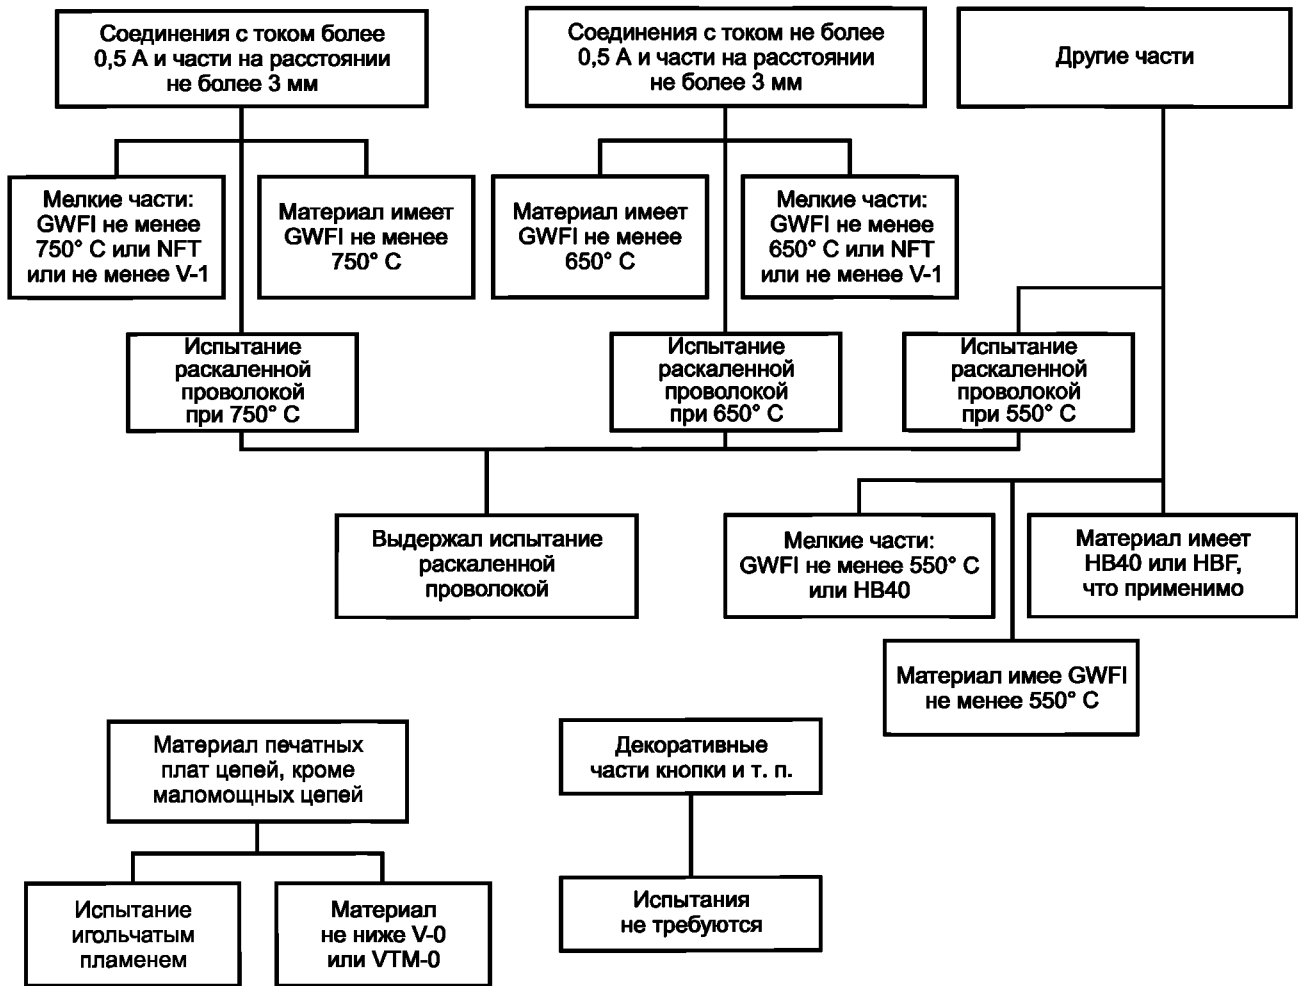 Соединения с током более
0,5 А и части на расстоянии
не более 3 мм
Соединения с током не более
0,5 А и части на расстоянии
не более 3 мм
Другие части
Мелкие части:
GWFI не менее
750° С или NFT
или не менее V-1
Материал имеет
GWFI не менее
750° С
Материал имеет
GWFI не менее
650° С
Мелкие части:
GWFI не менее
650° С или NFT
или не менее V-1
Испытание
раскаленной
проволокой
при 750° С
Испытание
раскаленной
проволокой
при 650° С
Испытание
раскаленной
проволокой
при 550° С
Выдержал испытание
раскаленной
проволокой
Мелкие части:
GWFI не менее 550° С
или НВ40
Материал имеет
НВ40 или HBF,
что применимо
Материал имее GWFI
не менее 550° С
Материал печатных
плат цепей, кроме
маломощных цепей
Декоративные
части кнопки и т. п.
Испытание
игольчатым
пламенем
Материал
не ниже V-0
или VTM-0
Испытания
не требуются